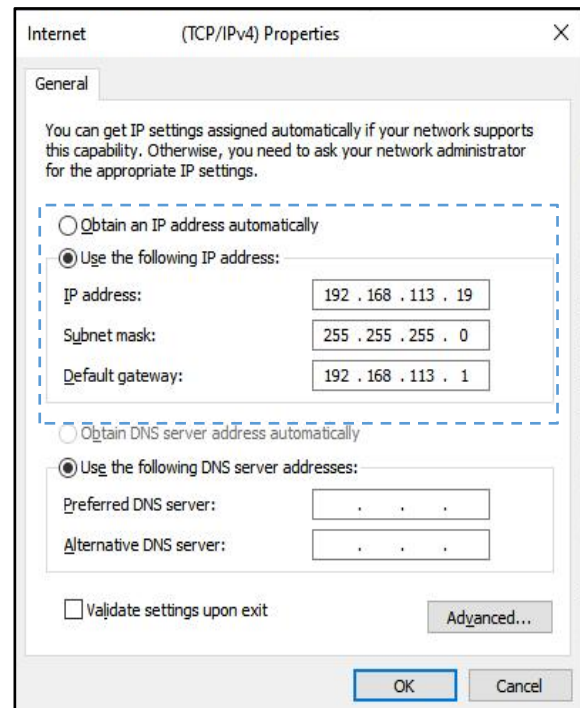 Internet (TCP/IPv4) Properties
General
You can get IP settings assigned automatically if your network supports
this capability. Otherwise, you need to ask your network administrator
for the appropriate IP settings.
Obtain an IP address automatically
Use the following IP address:
IP address: 192 . 168 . 113 . 19
Subnet mask: 255 . 255 . 255 . 0
Default gateway: 192 . 168 . 113 . 1
Obtain DNS server address automatically
Use the following DNS server addresses:
Preferred DNS server: . . .
Alternative DNS server: . . .
Validate settings upon exit
Advanced...
OK Cancel